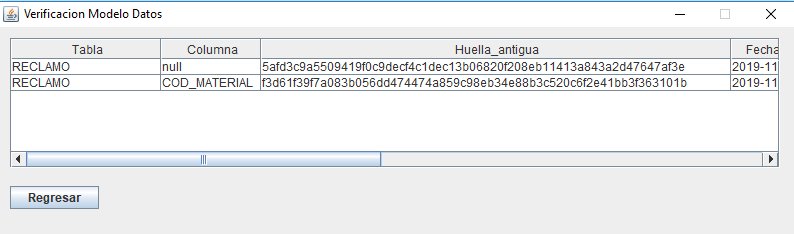 Verificacion Modelo Datos
Tabla Columna Huella_antigua Fecha
RECLAMO null 5afd3c9a5509419f0c9decf4c1dec13b06820f208eb11413a843a2d47647af3e 2019-11
RECLAMO COD_MATERIAL f3d61f39f7a083b056dd474474a859c98eb34e88b3c520c6f2e41bb3f363101b 2019-11
Regresar